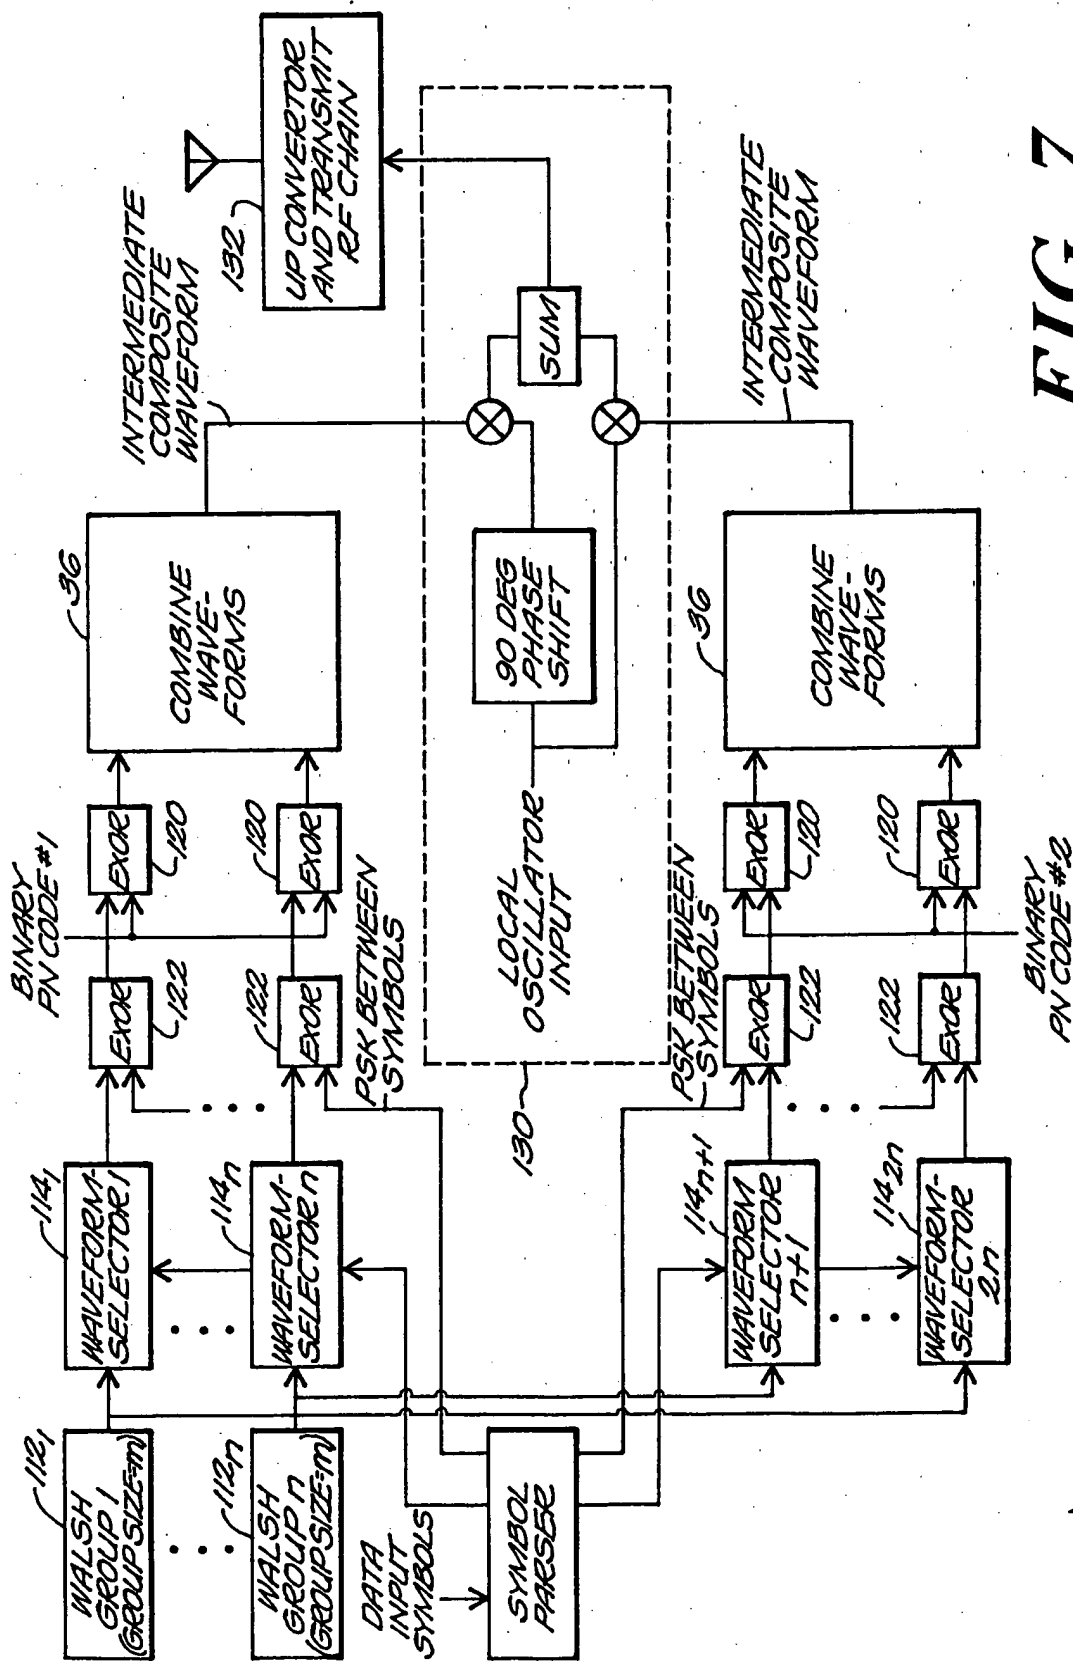 WALSH
GROUP 1
(GROUP SIZE=m)
112₁
WAVEFORM-
SELECTOR 1
114₁
EXOR
122
BINARY
PN CODE #1
EXOR
120
COMBINE
WAVE-
FORMS
36
INTERMEDIATE
COMPOSITE
WAVEFORM
UP CONVERTOR
AND TRANSMIT
RF CHAIN
132
WALSH
GROUP n
(GROUP SIZE=m)
112n
WAVEFORM-
SELECTOR n
114n
EXOR
122
EXOR
120
PSK BETWEEN
SYMBOLS
DATA
INPUT
SYMBOLS
SYMBOL
PARSER
LOCAL
OSCILLATOR
INPUT
90 DEG
PHASE
SHIFT
SUM
130
PSK BETWEEN
SYMBOLS
WAVEFORM
SELECTOR
n+1
114n+1
EXOR
122
EXOR
120
COMBINE
WAVE-
FORMS
36
INTERMEDIATE
COMPOSITE
WAVEFORM
WAVEFORM-
SELECTOR
2n
114 2n
EXOR
122
EXOR
120
BINARY
PN CODE #2
FIG 7